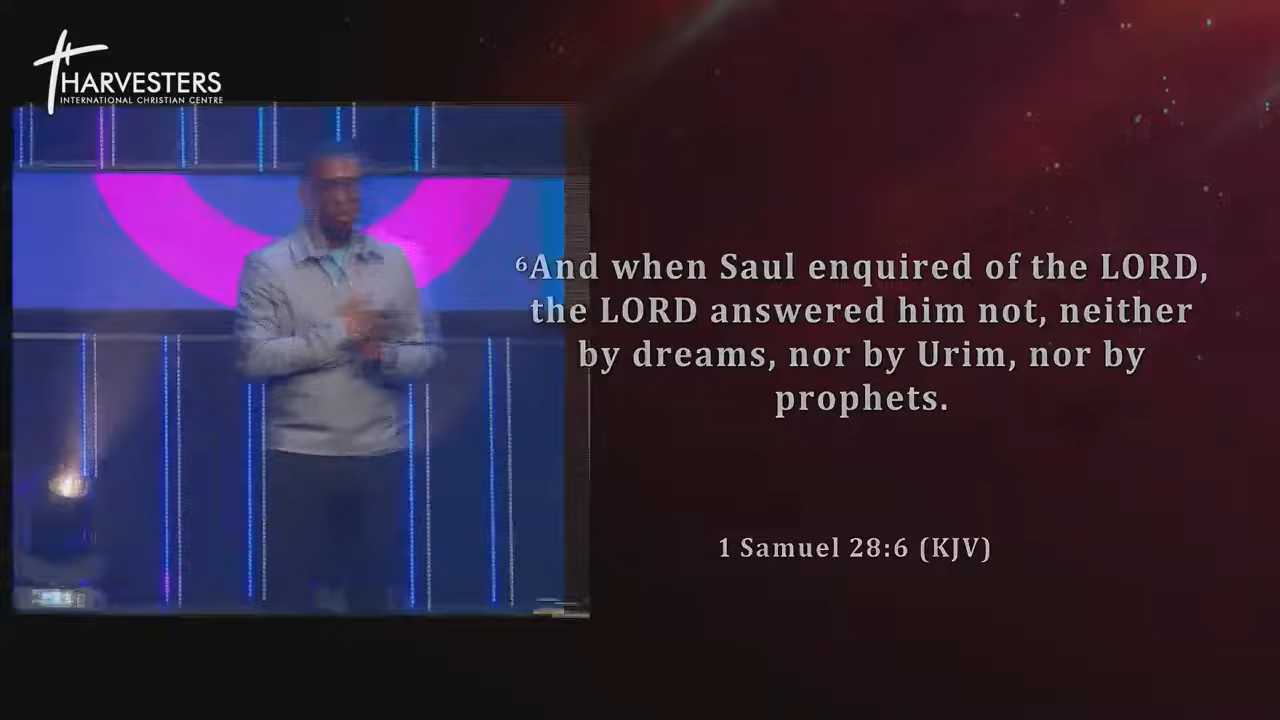 HARVESTERS
INTERNATIONAL CHRISTIAN CENTRE
⁶And when Saul enquired of the LORD,
the LORD answered him not, neither
by dreams, nor by Urim, nor by
prophets.
1 Samuel 28:6 (KJV)